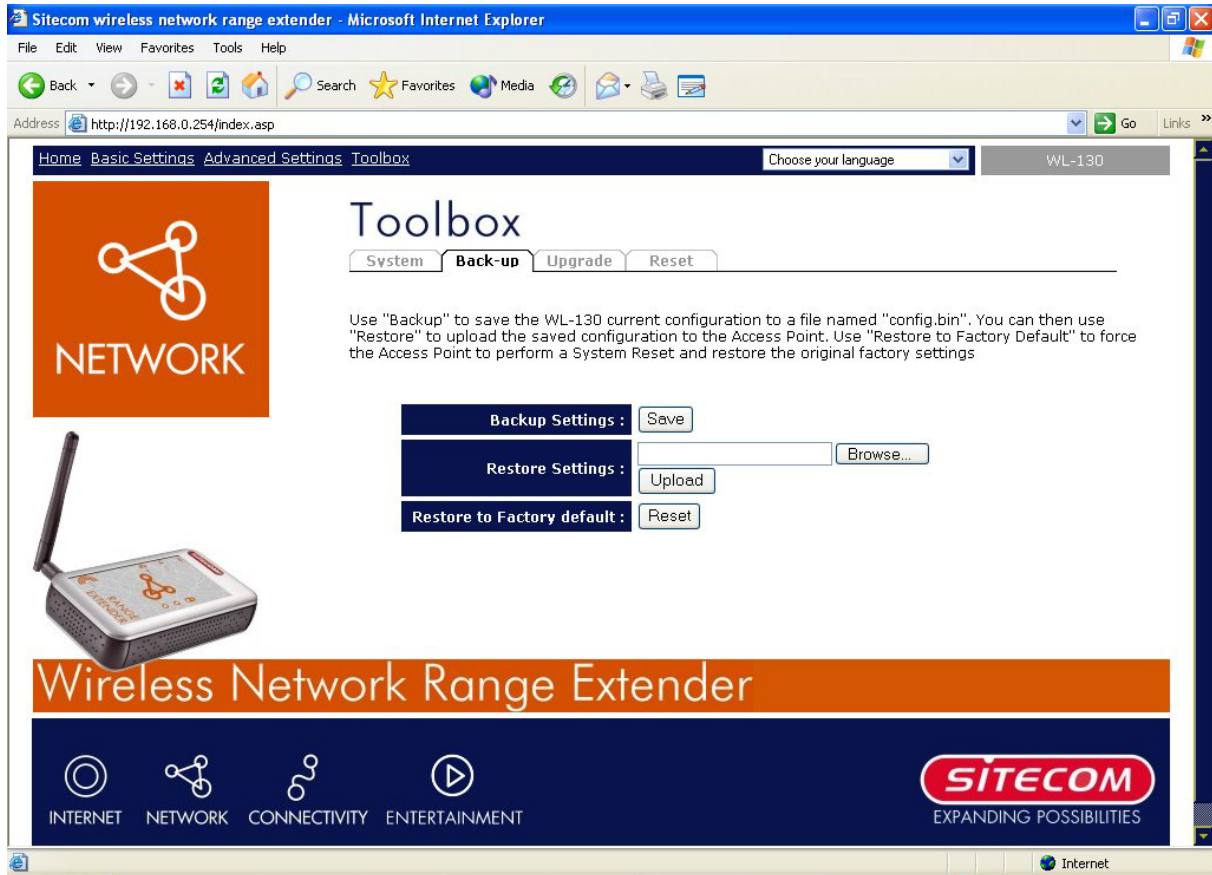 Sitecom wireless network range extender - Microsoft Internet Explorer
File Edit View Favorites Tools Help
Back Search Favorites Media
Address http://192.168.0.254/index.asp Go Links »
Home Basic Settings Advanced Settings Toolbox Choose your language WL-130
Toolbox
System Back-up Upgrade Reset
NETWORK
Use "Backup" to save the WL-130 current configuration to a file named "config.bin". You can then use
"Restore" to upload the saved configuration to the Access Point. Use "Restore to Factory Default" to force
the Access Point to perform a System Reset and restore the original factory settings
Backup Settings : Save
Restore Settings : Browse...
Upload
Restore to Factory default : Reset
RANGE
EXTENDER
Wireless Network Range Extender
INTERNET NETWORK CONNECTIVITY ENTERTAINMENT
SITECOM
EXPANDING POSSIBILITIES
Internet